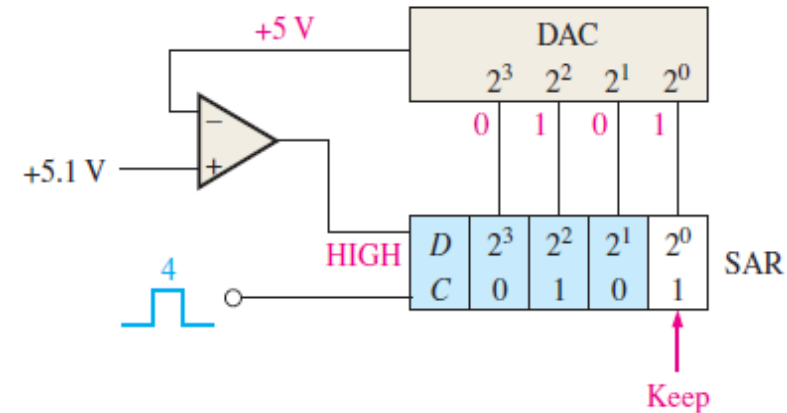 +5 V
DAC
2³ 2² 2¹ 2⁰
0 1 0 1
−
+
+5.1 V
HIGH
D 2³ 2² 2¹ 2⁰
SAR
4
C 0 1 0 1
Keep